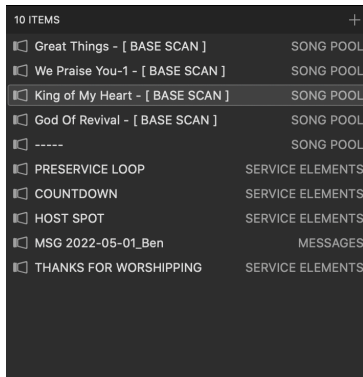 10 ITEMS +
Great Things - [ BASE SCAN ] SONG POOL
We Praise You-1 - [ BASE SCAN ] SONG POOL
King of My Heart - [ BASE SCAN ] SONG POOL
God Of Revival - [ BASE SCAN ] SONG POOL
----- SONG POOL
PRESERVICE LOOP SERVICE ELEMENTS
COUNTDOWN SERVICE ELEMENTS
HOST SPOT SERVICE ELEMENTS
MSG 2022-05-01_Ben MESSAGES
THANKS FOR WORSHIPPING SERVICE ELEMENTS